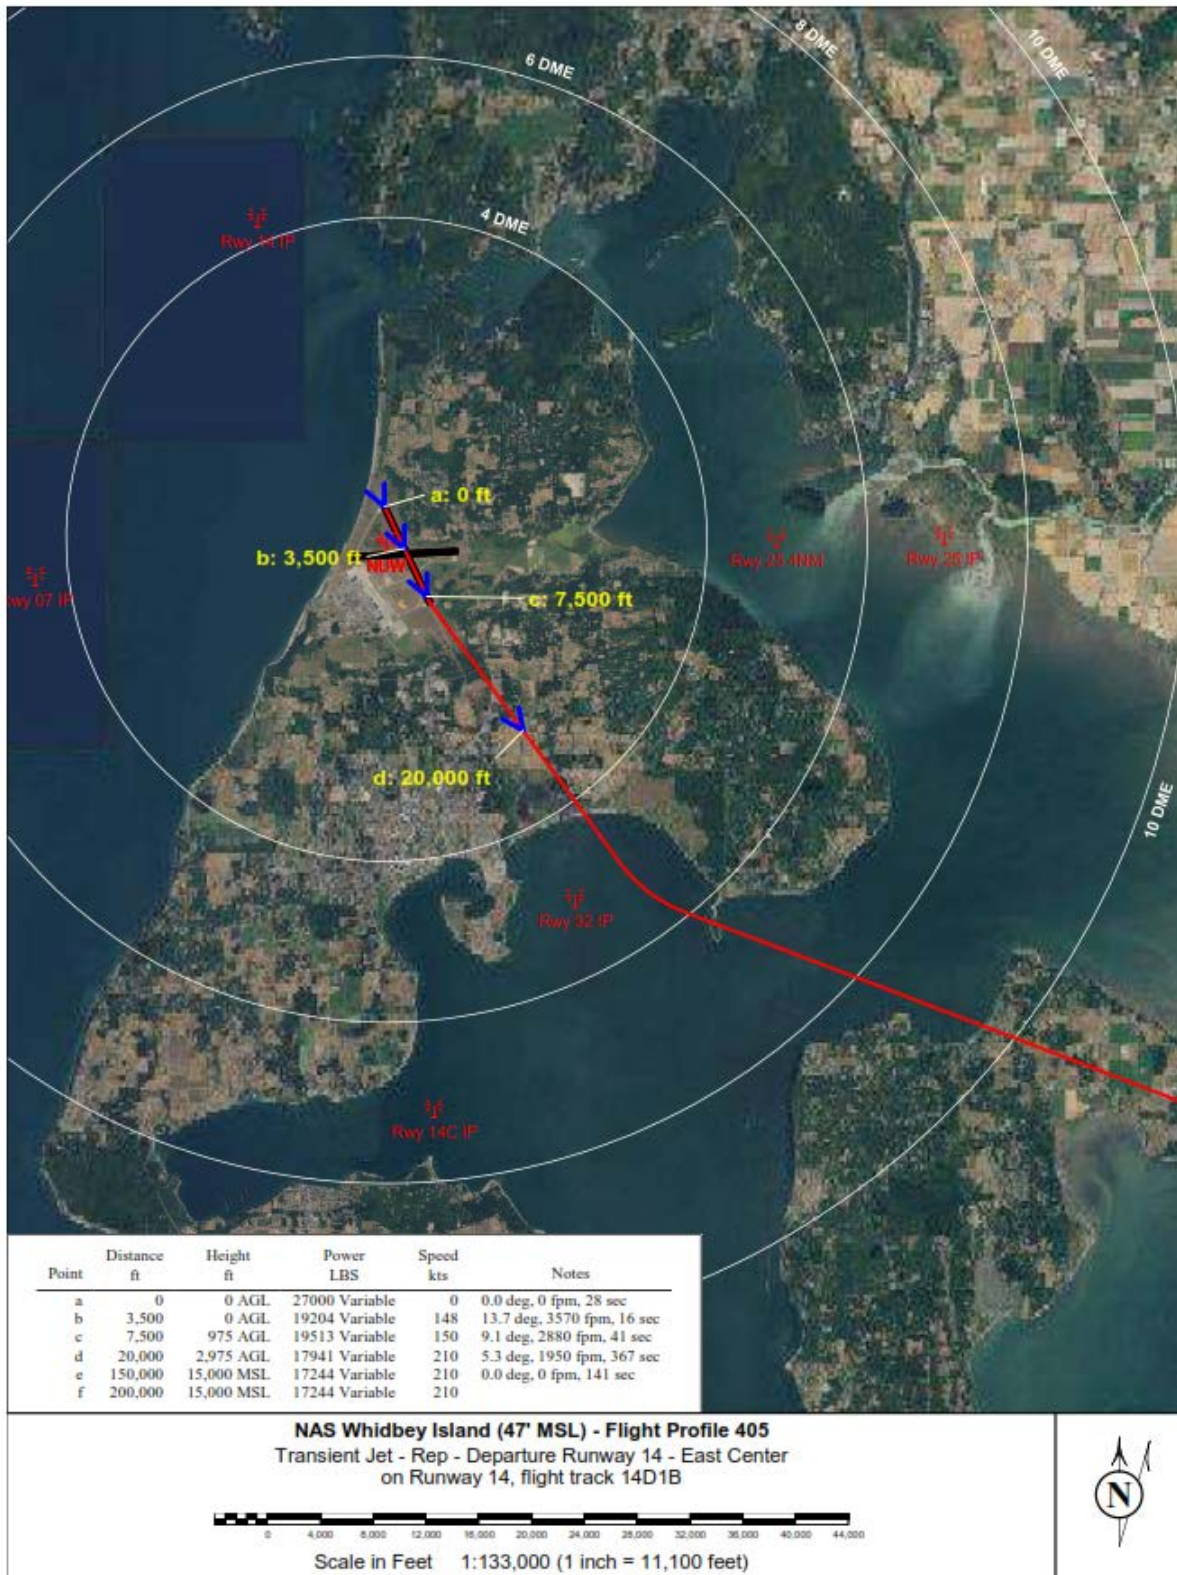 8 DME
10 DME
6 DME
4 DME
Rwy 14 IP
a: 0 ft
b: 3,500 ft
NUW
Rwy 25 4NM
Rwy 25 IP
wy 07 IP
c: 7,500 ft
d: 20,000 ft
10 DME
Rwy 32 IP
Rwy 14C IP
Distance Height Power Speed
Point ft ft LBS kts Notes
a 0 0 AGL 27000 Variable 0 0.0 deg, 0 fpm, 28 sec
b 3,500 0 AGL 19204 Variable 148 13.7 deg, 3570 fpm, 16 sec
c 7,500 975 AGL 19513 Variable 150 9.1 deg, 2880 fpm, 41 sec
d 20,000 2,975 AGL 17941 Variable 210 5.3 deg, 1950 fpm, 367 sec
e 150,000 15,000 MSL 17244 Variable 210 0.0 deg, 0 fpm, 141 sec
f 200,000 15,000 MSL 17244 Variable 210
NAS Whidbey Island (47' MSL) - Flight Profile 405
Transient Jet - Rep - Departure Runway 14 - East Center
on Runway 14, flight track 14D1B
0 4,000 8,000 12,000 16,000 20,000 24,000 28,000 32,000 36,000 40,000 44,000
Scale in Feet 1:133,000 (1 inch = 11,100 feet)
N